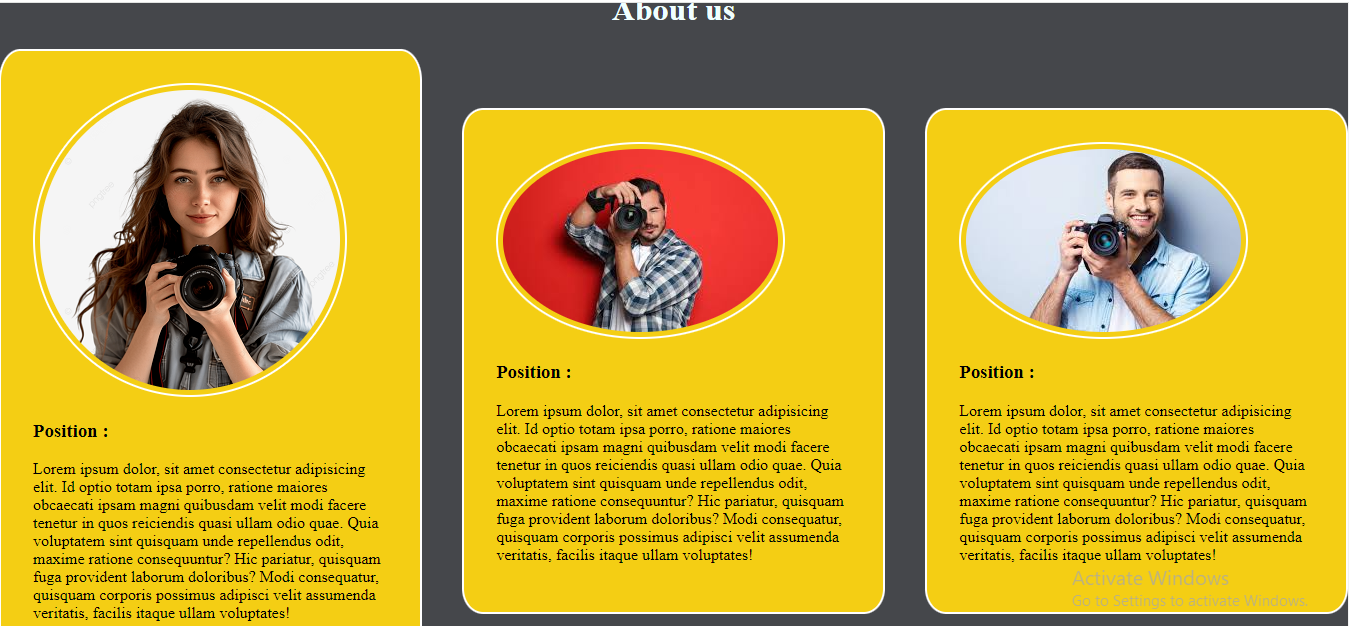 About us
Position :
Lorem ipsum dolor, sit amet consectetur adipisicing
elit. Id optio totam ipsa porro, ratione maiores
obcaecati ipsam magni quibusdam velit modi facere
tenetur in quos reiciendis quasi ullam odio quae. Quia
voluptatem sint quisquam unde repellendus odit,
maxime ratione consequuntur? Hic pariatur, quisquam
fuga provident laborum doloribus? Modi consequatur,
quisquam corporis possimus adipisci velit assumenda
veritatis, facilis itaque ullam voluptates!
Position :
Lorem ipsum dolor, sit amet consectetur adipisicing
elit. Id optio totam ipsa porro, ratione maiores
obcaecati ipsam magni quibusdam velit modi facere
tenetur in quos reiciendis quasi ullam odio quae. Quia
voluptatem sint quisquam unde repellendus odit,
maxime ratione consequuntur? Hic pariatur, quisquam
fuga provident laborum doloribus? Modi consequatur,
quisquam corporis possimus adipisci velit assumenda
veritatis, facilis itaque ullam voluptates!
Position :
Lorem ipsum dolor, sit amet consectetur adipisicing
elit. Id optio totam ipsa porro, ratione maiores
obcaecati ipsam magni quibusdam velit modi facere
tenetur in quos reiciendis quasi ullam odio quae. Quia
voluptatem sint quisquam unde repellendus odit,
maxime ratione consequuntur? Hic pariatur, quisquam
fuga provident laborum doloribus? Modi consequatur,
quisquam corporis possimus adipisci velit assumenda
veritatis, facilis itaque ullam voluptates!
Activate Windows
Go to Settings to activate Windows.